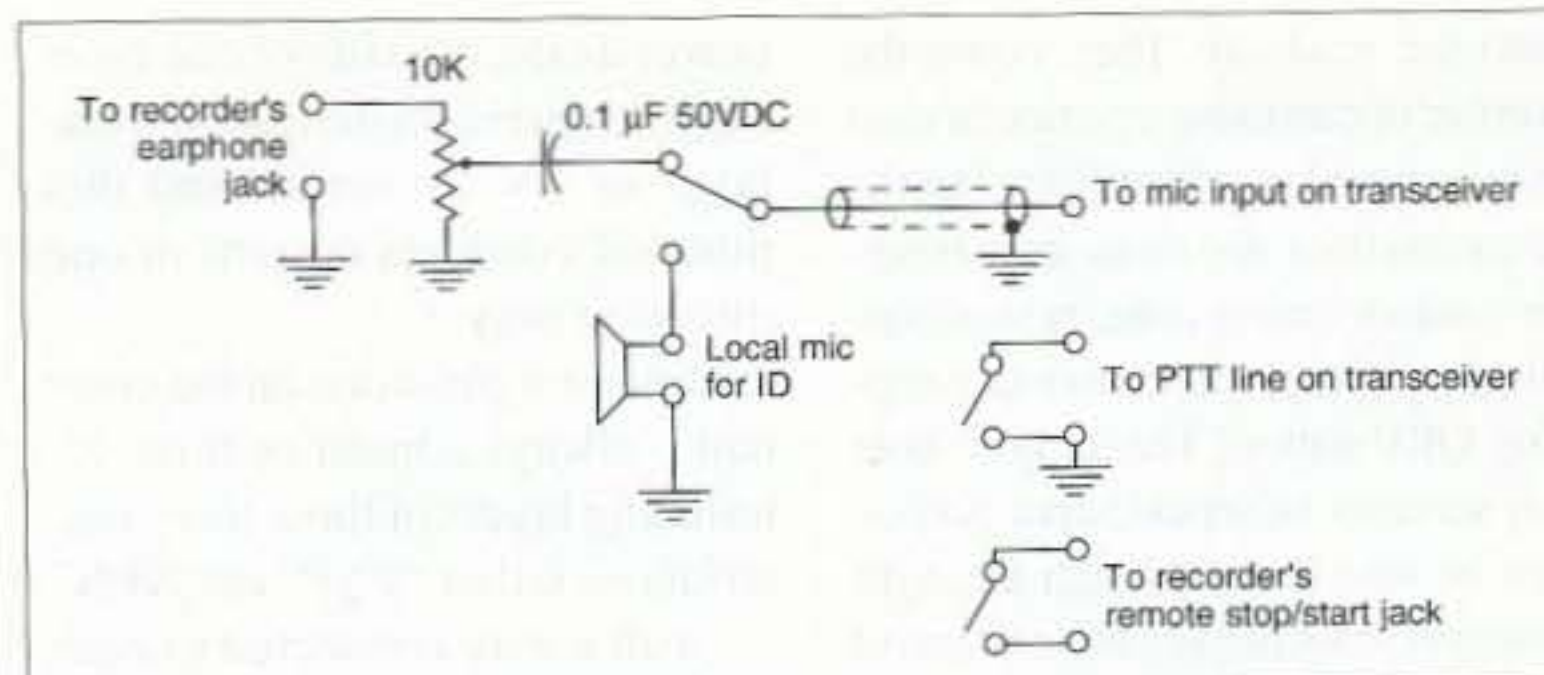 10K
To recorder's
earphone
jack
0.1 µF 50VDC
To mic input on transceiver
Local mic
for ID
To PTT line on transceiver
To recorder's
remote stop/start jack